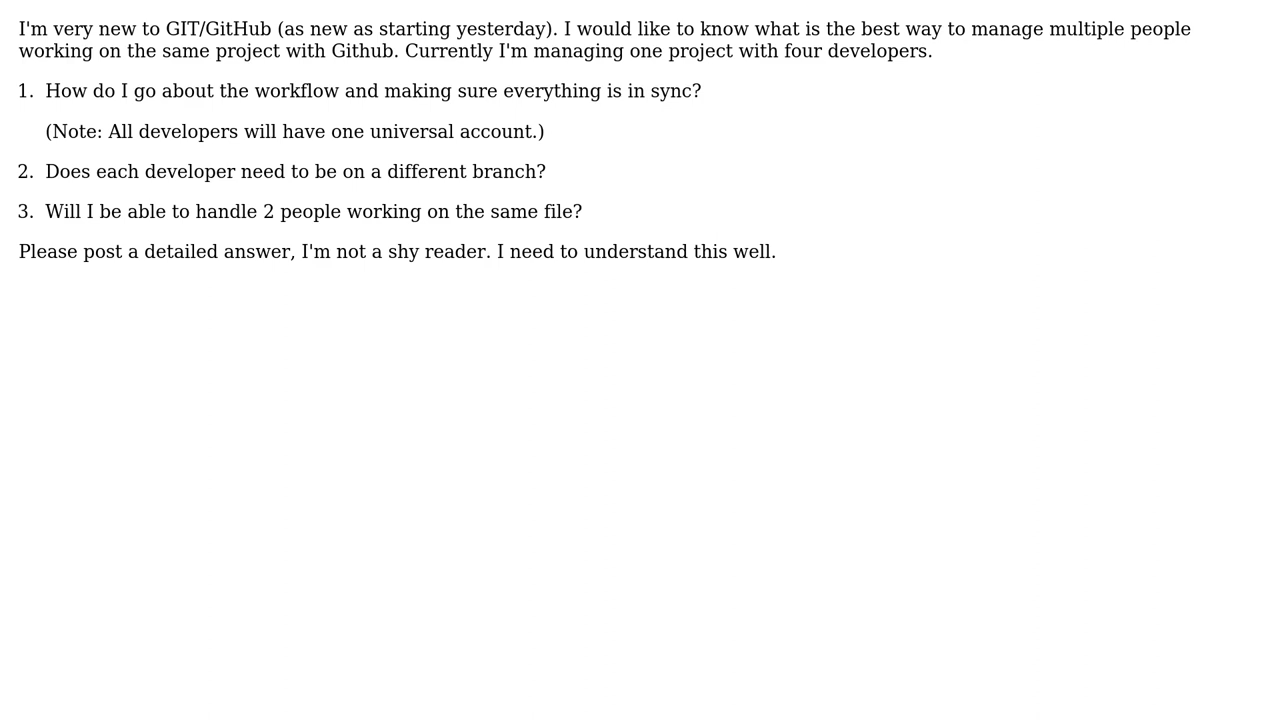 I'm very new to GIT/GitHub (as new as starting yesterday). I would like to know what is the best way to manage multiple people
working on the same project with Github. Currently I'm managing one project with four developers.
1. How do I go about the workflow and making sure everything is in sync?
(Note: All developers will have one universal account.)
2. Does each developer need to be on a different branch?
3. Will I be able to handle 2 people working on the same file?
Please post a detailed answer, I'm not a shy reader. I need to understand this well.